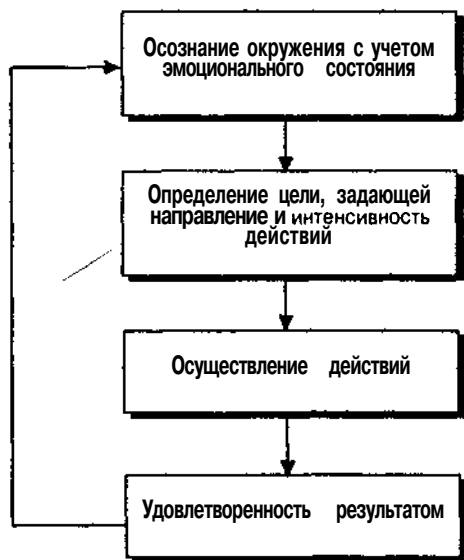 Осознание окружения с учетом
эмоционального состояния
Определение цели, задающей
направление и интенсивность
действий
Осуществление действий
Удовлетворенность результатом